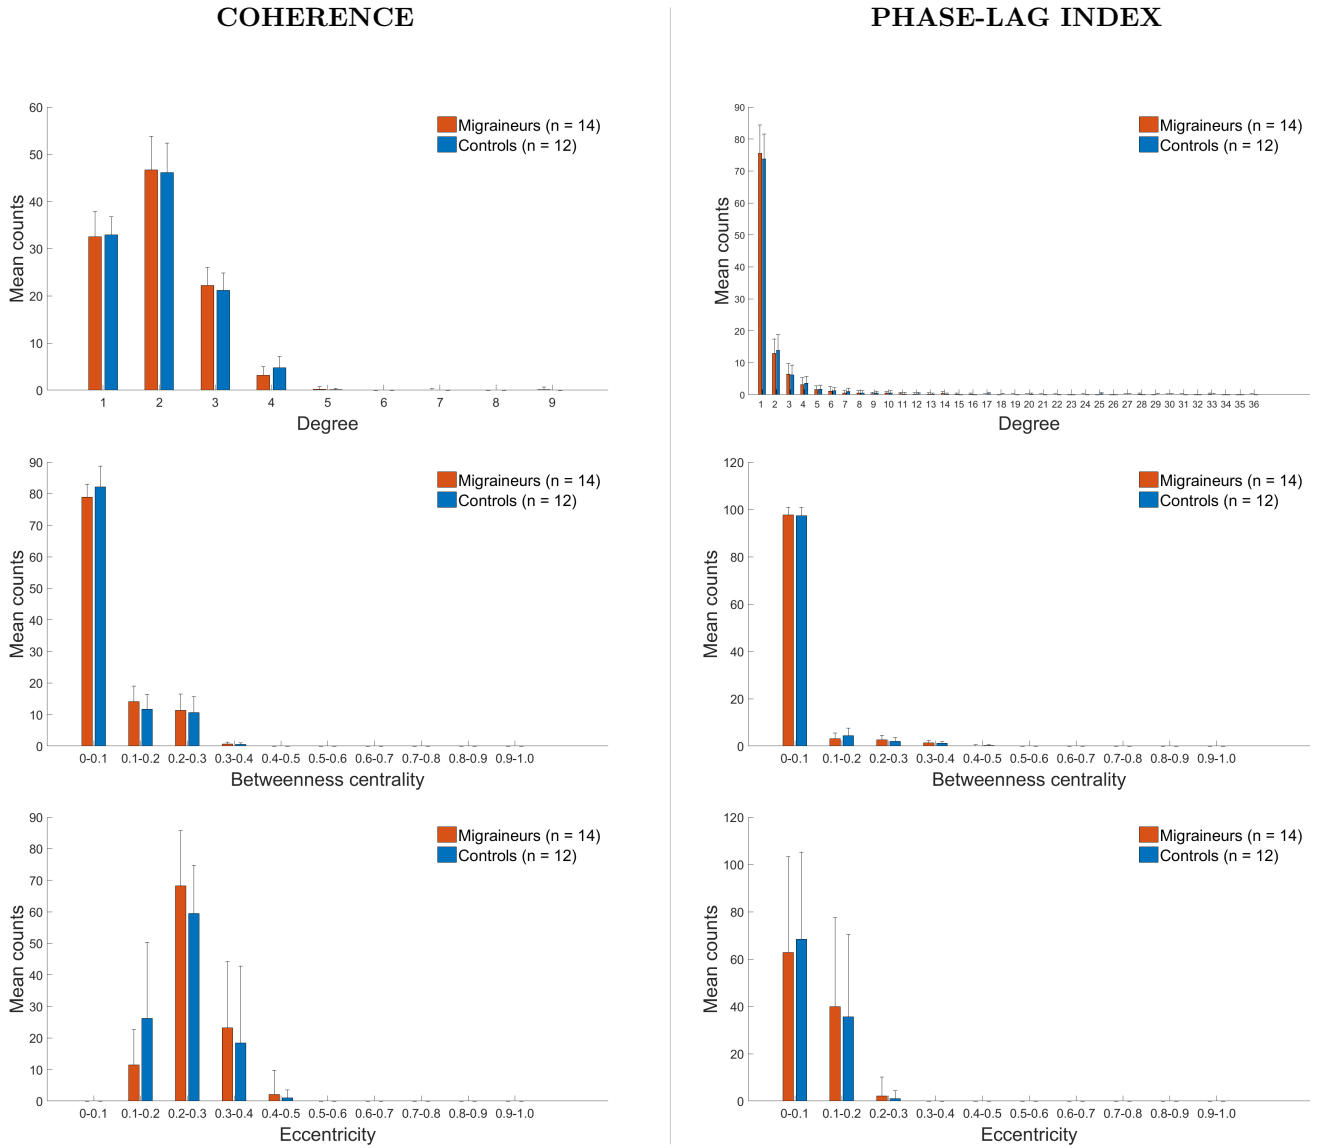 COHERENCE
60
50
40
30
20
10
0
Mean counts
Migraineurs (n = 14)
Controls (n = 12)
1 2 3 4 5 6 7 8 9
Degree
90
80
70
60
50
40
30
20
10
0
Mean counts
Migraineurs (n = 14)
Controls (n = 12)
0-0.1 0.1-0.2 0.2-0.3 0.3-0.4 0.4-0.5 0.5-0.6 0.6-0.7 0.7-0.8 0.8-0.9 0.9-1.0
Betweenness centrality
90
80
70
60
50
40
30
20
10
0
Mean counts
Migraineurs (n = 14)
Controls (n = 12)
0-0.1 0.1-0.2 0.2-0.3 0.3-0.4 0.4-0.5 0.5-0.6 0.6-0.7 0.7-0.8 0.8-0.9 0.9-1.0
Eccentricity
PHASE-LAG INDEX
90
80
70
60
50
40
30
20
10
0
Mean counts
Migraineurs (n = 14)
Controls (n = 12)
1 2 3 4 5 6 7 8 9 10 11 12 13 14 15 16 17 18 19 20 21 22 23 24 25 26 27 28 29 30 31 32 33 34 35 36
Degree
120
100
80
60
40
20
0
Mean counts
Migraineurs (n = 14)
Controls (n = 12)
0-0.1 0.1-0.2 0.2-0.3 0.3-0.4 0.4-0.5 0.5-0.6 0.6-0.7 0.7-0.8 0.8-0.9 0.9-1.0
Betweenness centrality
120
100
80
60
40
20
0
Mean counts
Migraineurs (n = 14)
Controls (n = 12)
0-0.1 0.1-0.2 0.2-0.3 0.3-0.4 0.4-0.5 0.5-0.6 0.6-0.7 0.7-0.8 0.8-0.9 0.9-1.0
Eccentricity